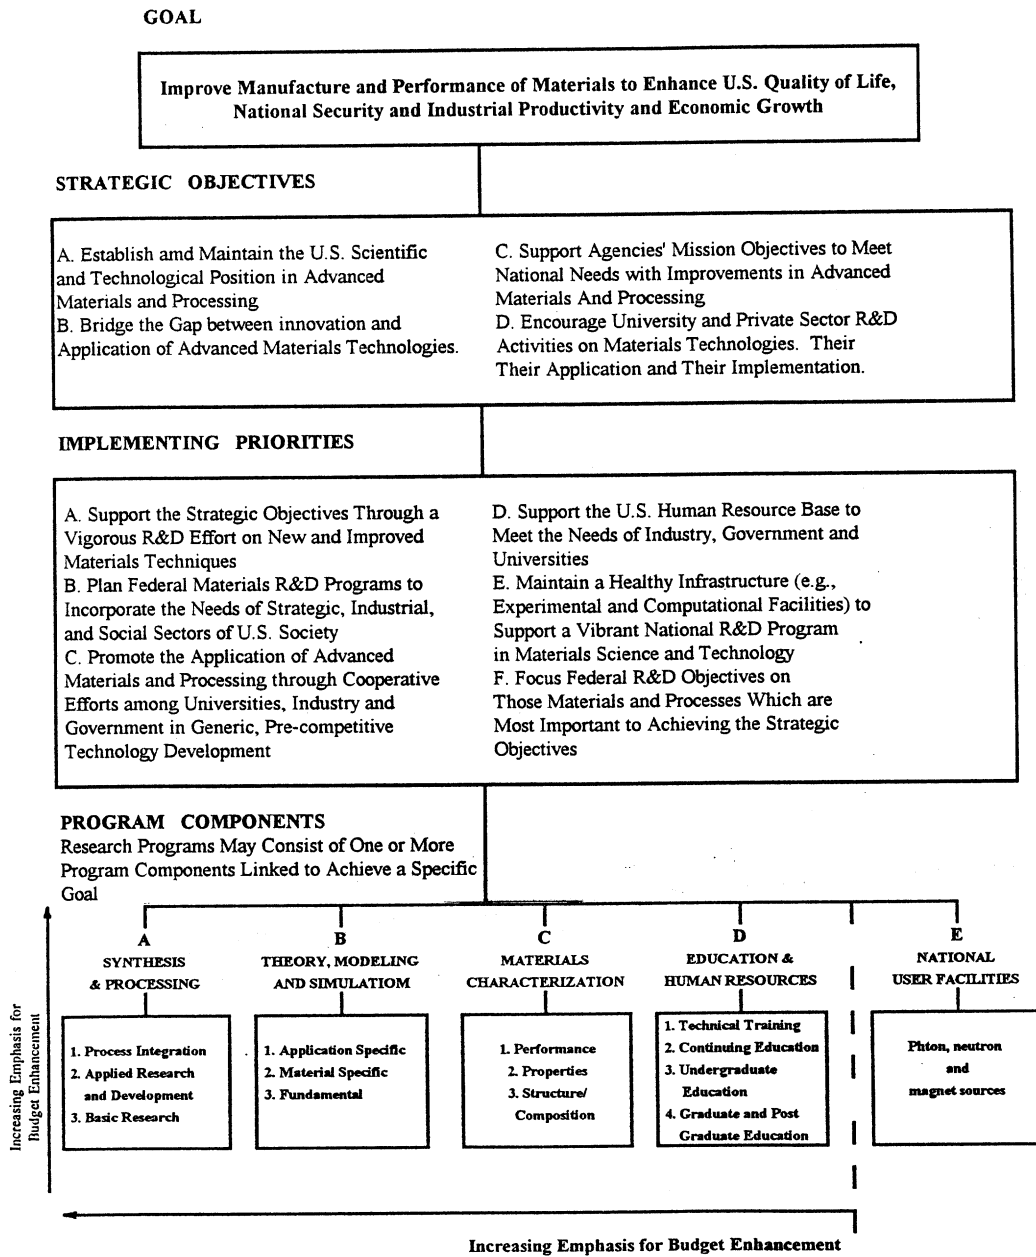 GOAL
Improve Manufacture and Performance of Materials to Enhance U.S. Quality of Life,
National Security and Industrial Productivity and Economic Growth
STRATEGIC OBJECTIVES
A. Establish amd Maintain the U.S. Scientific
and Technological Position in Advanced
Materials and Processing
B. Bridge the Gap between innovation and
Application of Advanced Materials Technologies.
C. Support Agencies' Mission Objectives to Meet
National Needs with Improvements in Advanced
Materials And Processing
D. Encourage University and Private Sector R&D
Activities on Materials Technologies. Their
Their Application and Their Implementation.
IMPLEMENTING PRIORITIES
A. Support the Strategic Objectives Through a
Vigorous R&D Effort on New and Improved
Materials Techniques
B. Plan Federal Materials R&D Programs to
Incorporate the Needs of Strategic, Industrial,
and Social Sectors of U.S. Society
C. Promote the Application of Advanced
Materials and Processing through Cooperative
Efforts among Universities, Industry and
Government in Generic, Pre-competitive
Technology Development
D. Support the U.S. Human Resource Base to
Meet the Needs of Industry, Government and
Universities
E. Maintain a Healthy Infrastructure (e.g.,
Experimental and Computational Facilities) to
Support a Vibrant National R&D Program
in Materials Science and Technology
F. Focus Federal R&D Objectives on
Those Materials and Processes Which are
Most Important to Achieving the Strategic
Objectives
PROGRAM COMPONENTS
Research Programs May Consist of One or More
Program Components Linked to Achieve a Specific
Goal
Increasing Emphasis for
Budget Enhancement
A
SYNTHESIS
& PROCESSING
1. Process Integration
2. Applied Research
and Development
3. Basic Research
B
THEORY, MODELING
AND SIMULATIOM
1. Application Specific
2. Material Specific
3. Fundamental
C
MATERIALS
CHARACTERIZATION
1. Performance
2. Properties
3. Structure/
Composition
D
EDUCATION &
HUMAN RESOURCES
1. Technical Training
2. Continuing Education
3. Undergraduate
Education
4. Graduate and Post
Graduate Education
E
NATIONAL
USER FACILITIES
Phton, neutron
and
magnet sources
Increasing Emphasis for Budget Enhancement